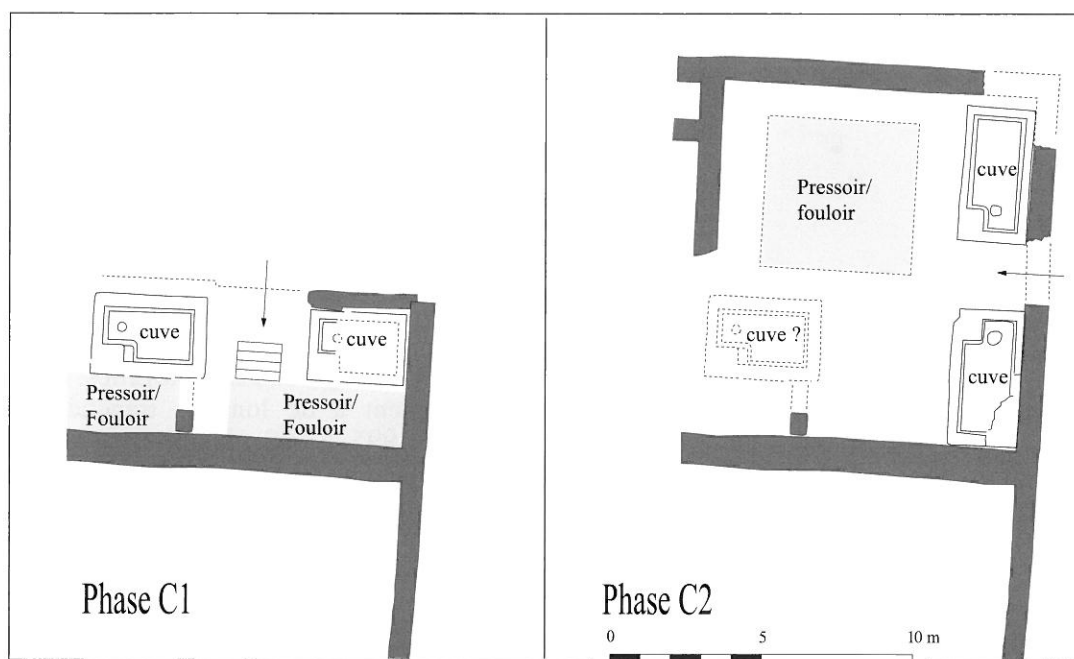 cuve
cuve
Pressoir/
Fouloir
Pressoir/
Fouloir
Phase C1
Pressoir/
fouloir
cuve
cuve ?
cuve
Phase C2
0
5
10 m